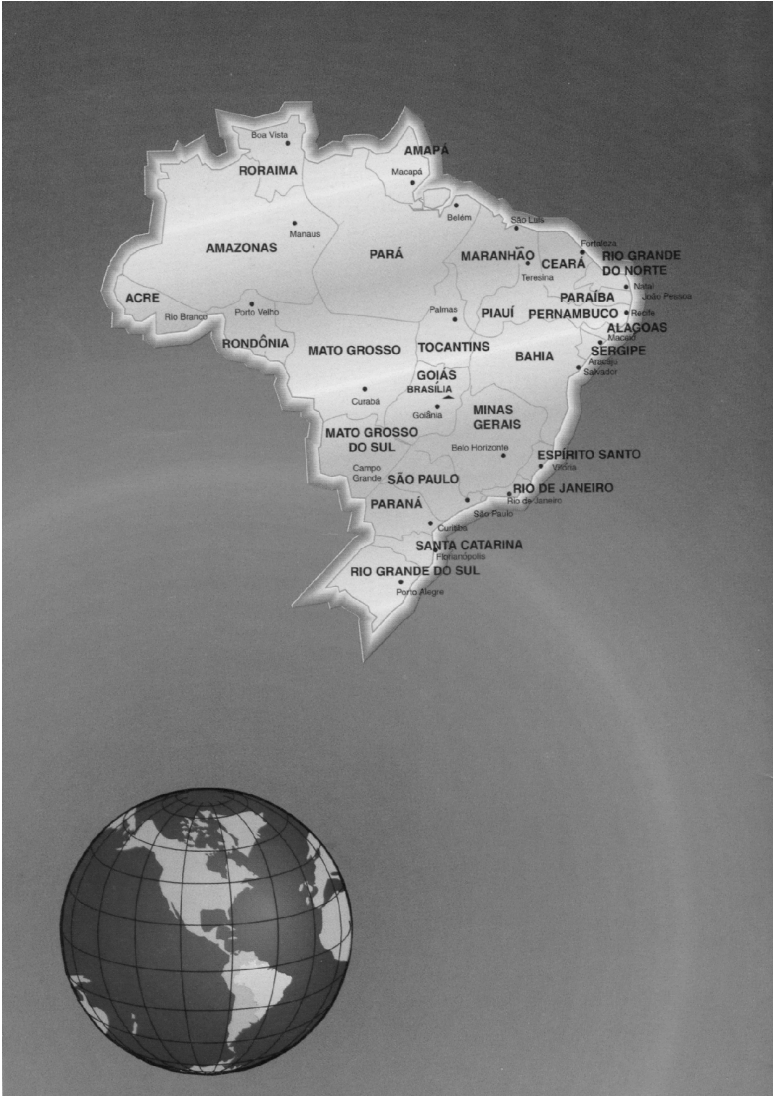 Boa Vista
RORAIMA
AMAPÁ
Macapá
Belém
São Luís
Manaus
AMAZONAS
PARÁ
MARANHÃO
Teresina
CEARÁ
Fortaleza
RIO GRANDE
DO NORTE
Natal
ACRE
Rio Branco
Porto Velho
RONDÔNIA
Palmas
PIAUÍ
PARAÍBA
João Pessoa
PERNAMBUCO
Recife
ALAGOAS
Maceió
SERGIPE
Aracaju
Salvador
MATO GROSSO
TOCANTINS
BAHIA
GOIÁS
BRASÍLIA
Cuiabá
Goiânia
MINAS
GERAIS
MATO GROSSO
DO SUL
Belo Horizonte
ESPÍRITO SANTO
Vitória
Campo
Grande
SÃO PAULO
RIO DE JANEIRO
Rio de Janeiro
PARANÁ
São Paulo
Curitiba
SANTA CATARINA
Florianópolis
RIO GRANDE DO SUL
Porto Alegre